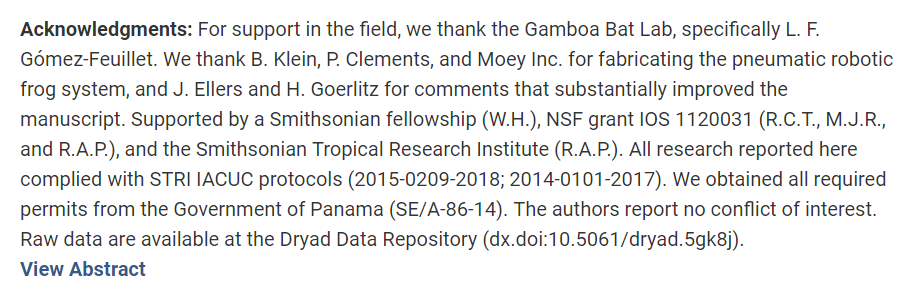 Acknowledgments: For support in the field, we thank the Gamboa Bat Lab, specifically L. F.
Gómez-Feuillet. We thank B. Klein, P. Clements, and Moey Inc. for fabricating the pneumatic robotic
frog system, and J. Ellers and H. Goerlitz for comments that substantially improved the
manuscript. Supported by a Smithsonian fellowship (W.H.), NSF grant IOS 1120031 (R.C.T., M.J.R.,
and R.A.P.), and the Smithsonian Tropical Research Institute (R.A.P.). All research reported here
complied with STRI IACUC protocols (2015-0209-2018; 2014-0101-2017). We obtained all required
permits from the Government of Panama (SE/A-86-14). The authors report no conflict of interest.
Raw data are available at the Dryad Data Repository (dx.doi:10.5061/dryad.5gk8j).
View Abstract